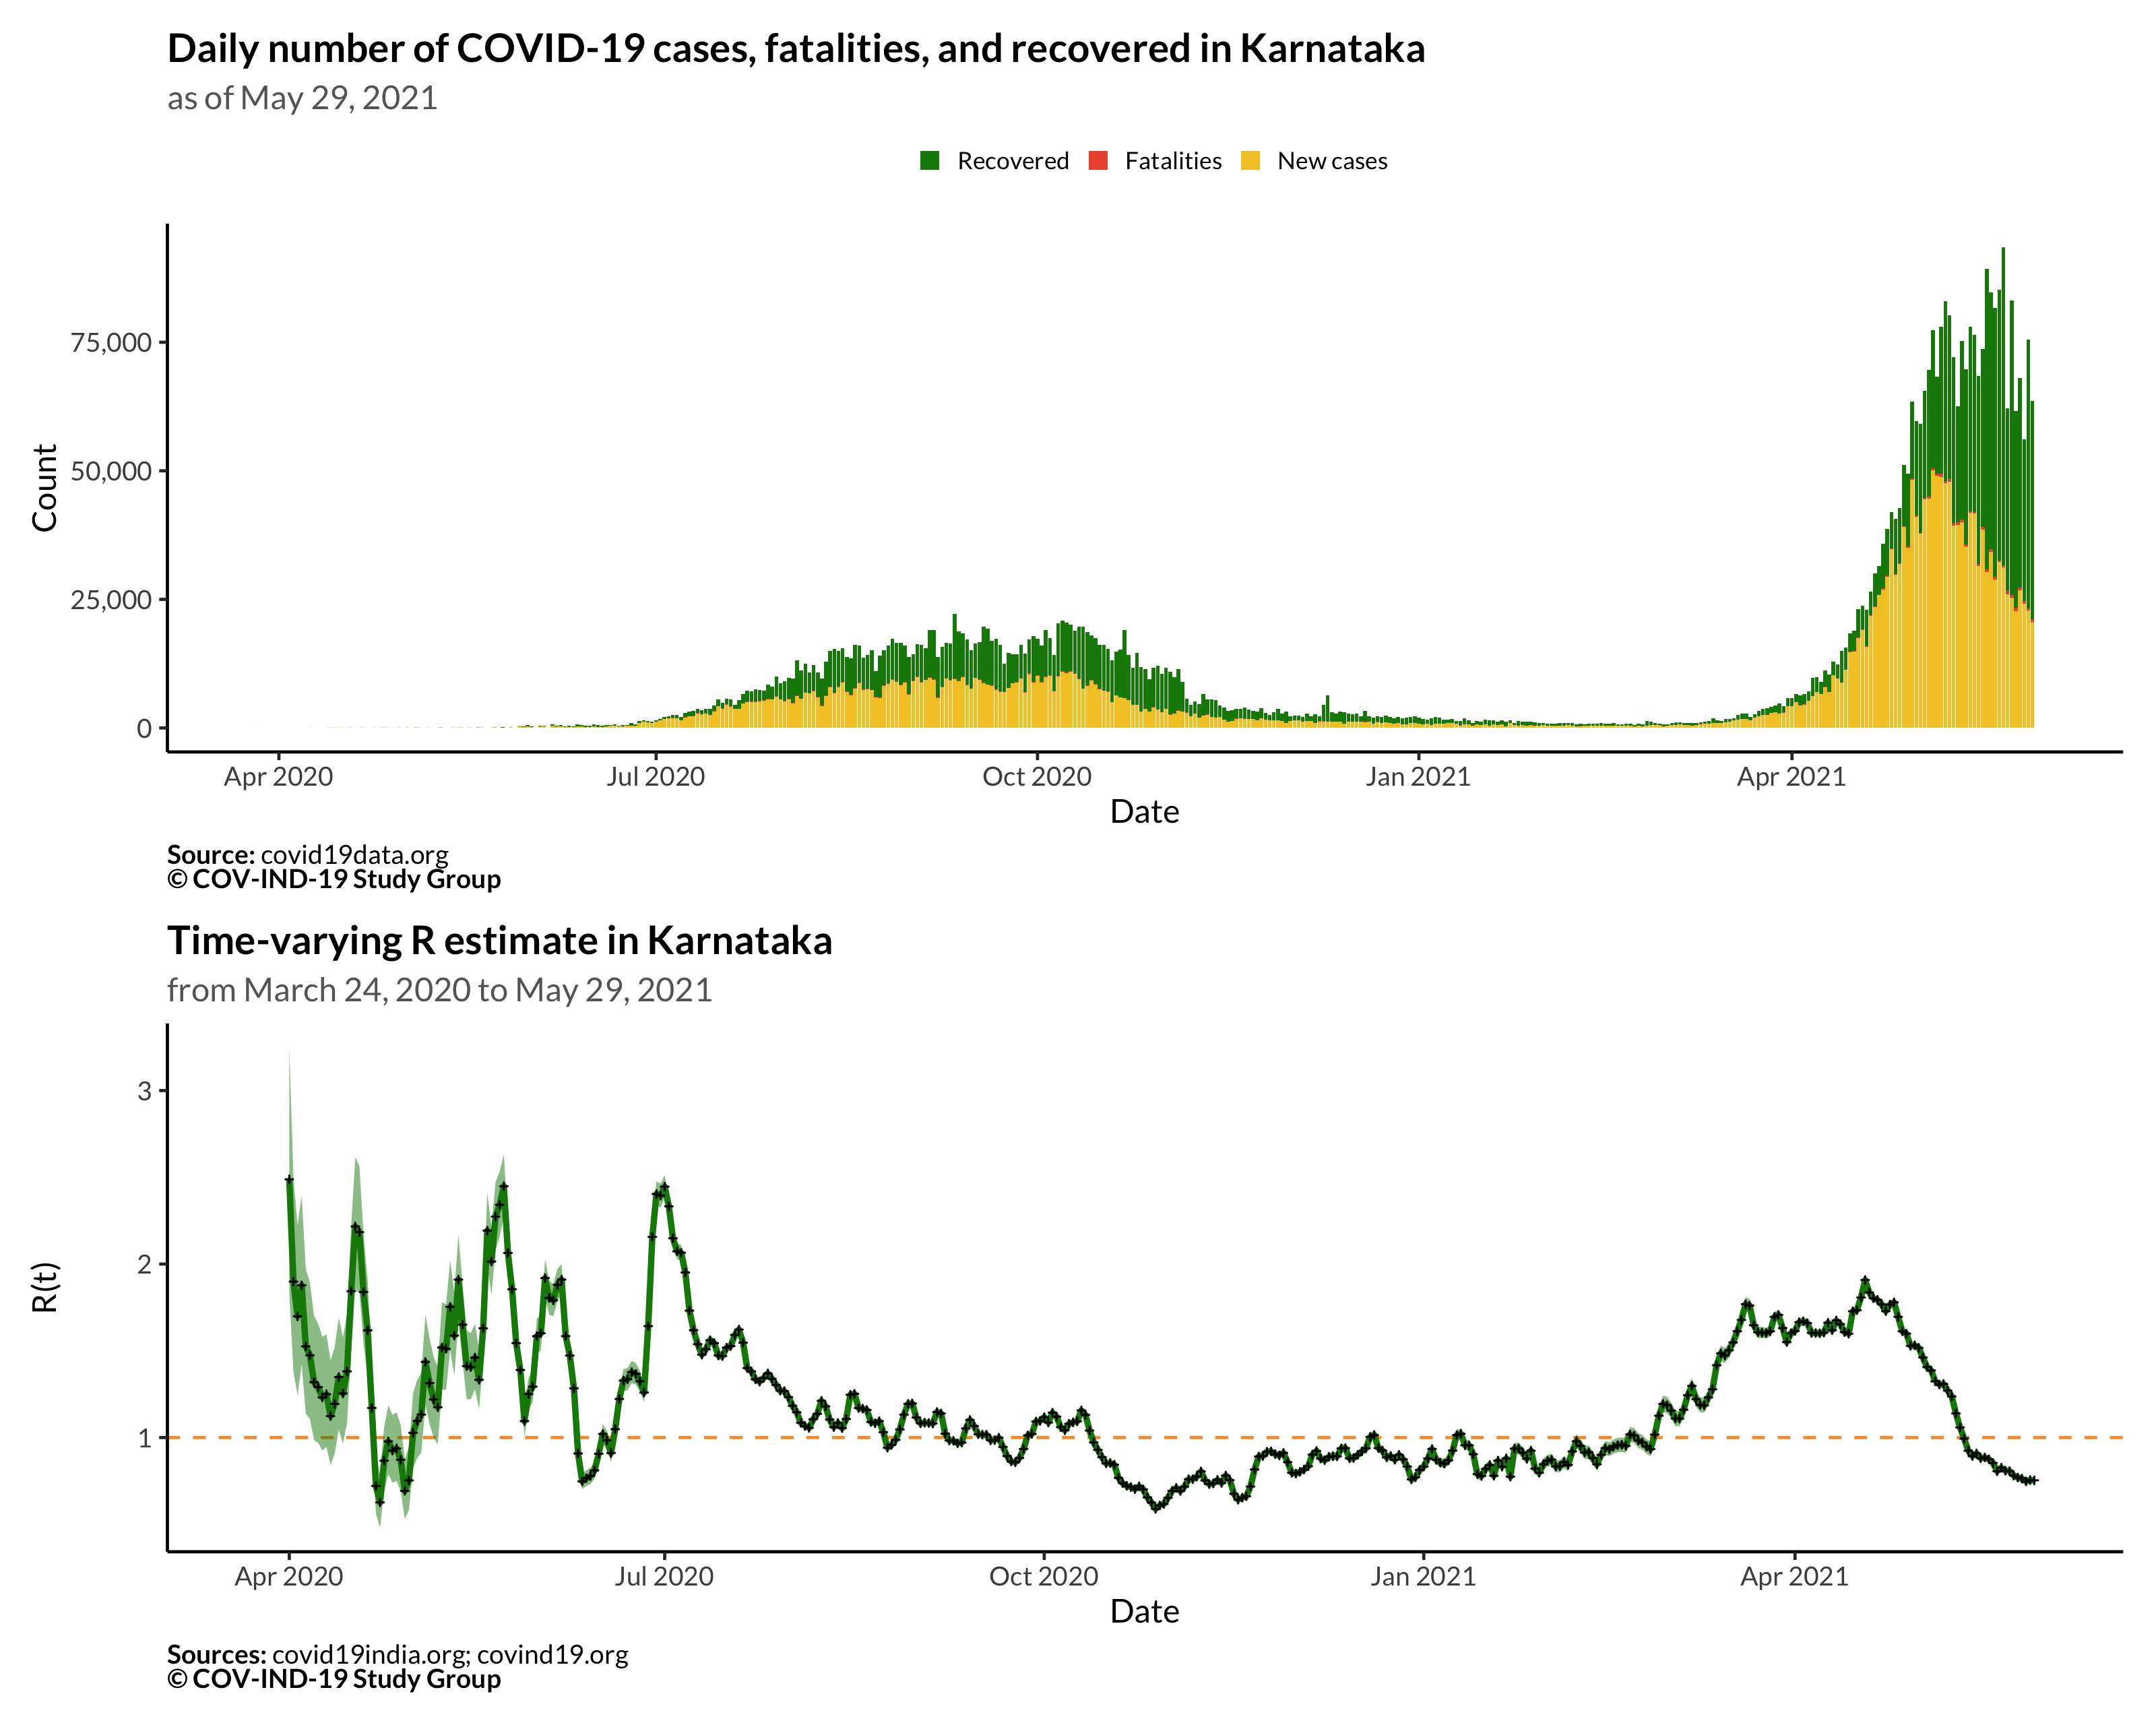 Daily number of COVID-19 cases, fatalities, and recovered in Karnataka
as of May 29, 2021
Recovered Fatalities New cases
Count
75,000
50,000
25,000
0
Apr 2020 Jul 2020 Oct 2020 Jan 2021 Apr 2021
Date
Source: covid19data.org
© COV-IND-19 Study Group
Time-varying R estimate in Karnataka
from March 24, 2020 to May 29, 2021
R(t)
3
2
1
Apr 2020 Jul 2020 Oct 2020 Jan 2021 Apr 2021
Date
Sources: covid19india.org; covind19.org
© COV-IND-19 Study Group